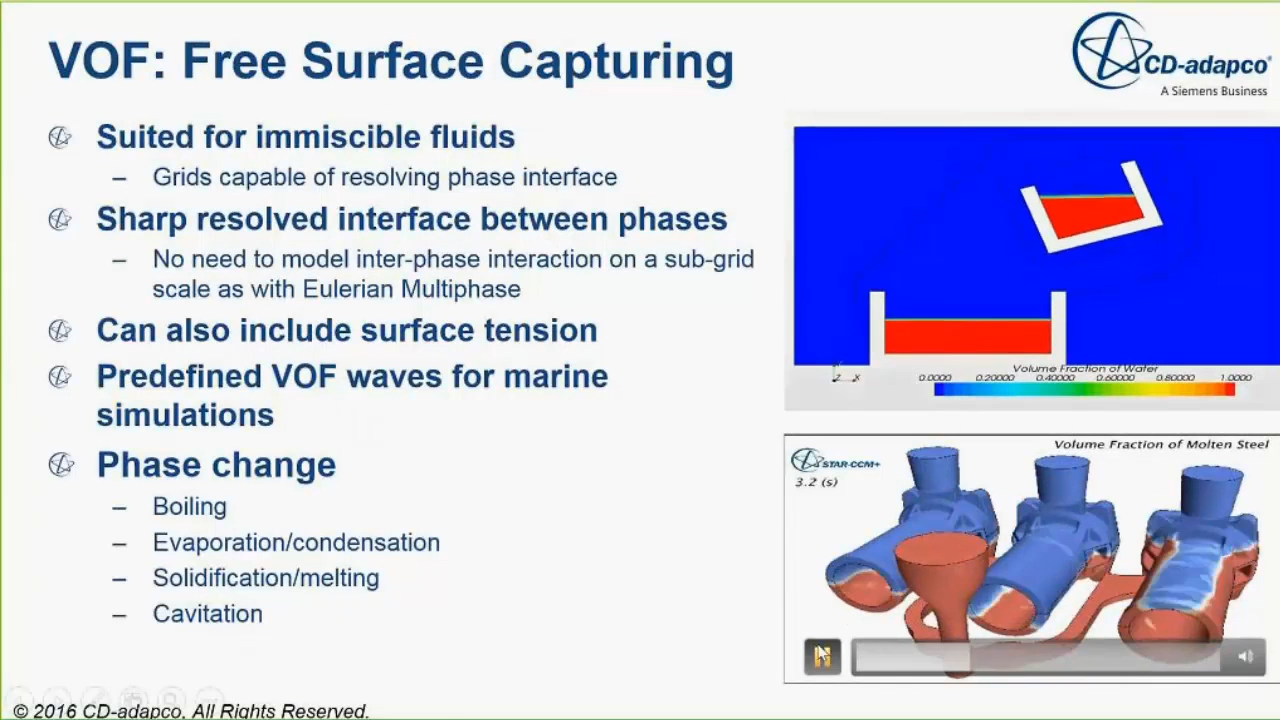 VOF: Free Surface Capturing
CD-adapco
A Siemens Business
Suited for immiscible fluids
– Grids capable of resolving phase interface
Sharp resolved interface between phases
– No need to model inter-phase interaction on a sub-grid
scale as with Eulerian Multiphase
Can also include surface tension
Predefined VOF waves for marine
simulations
Phase change
– Boiling
– Evaporation/condensation
– Solidification/melting
– Cavitation
Volume Fraction of Water
0.0000 0.20000 0.40000 0.60000 0.80000 1.0000
Volume Fraction of Molten Steel
STAR-CCM+
3.2 (s)
© 2016 CD-adapco. All Rights Reserved.